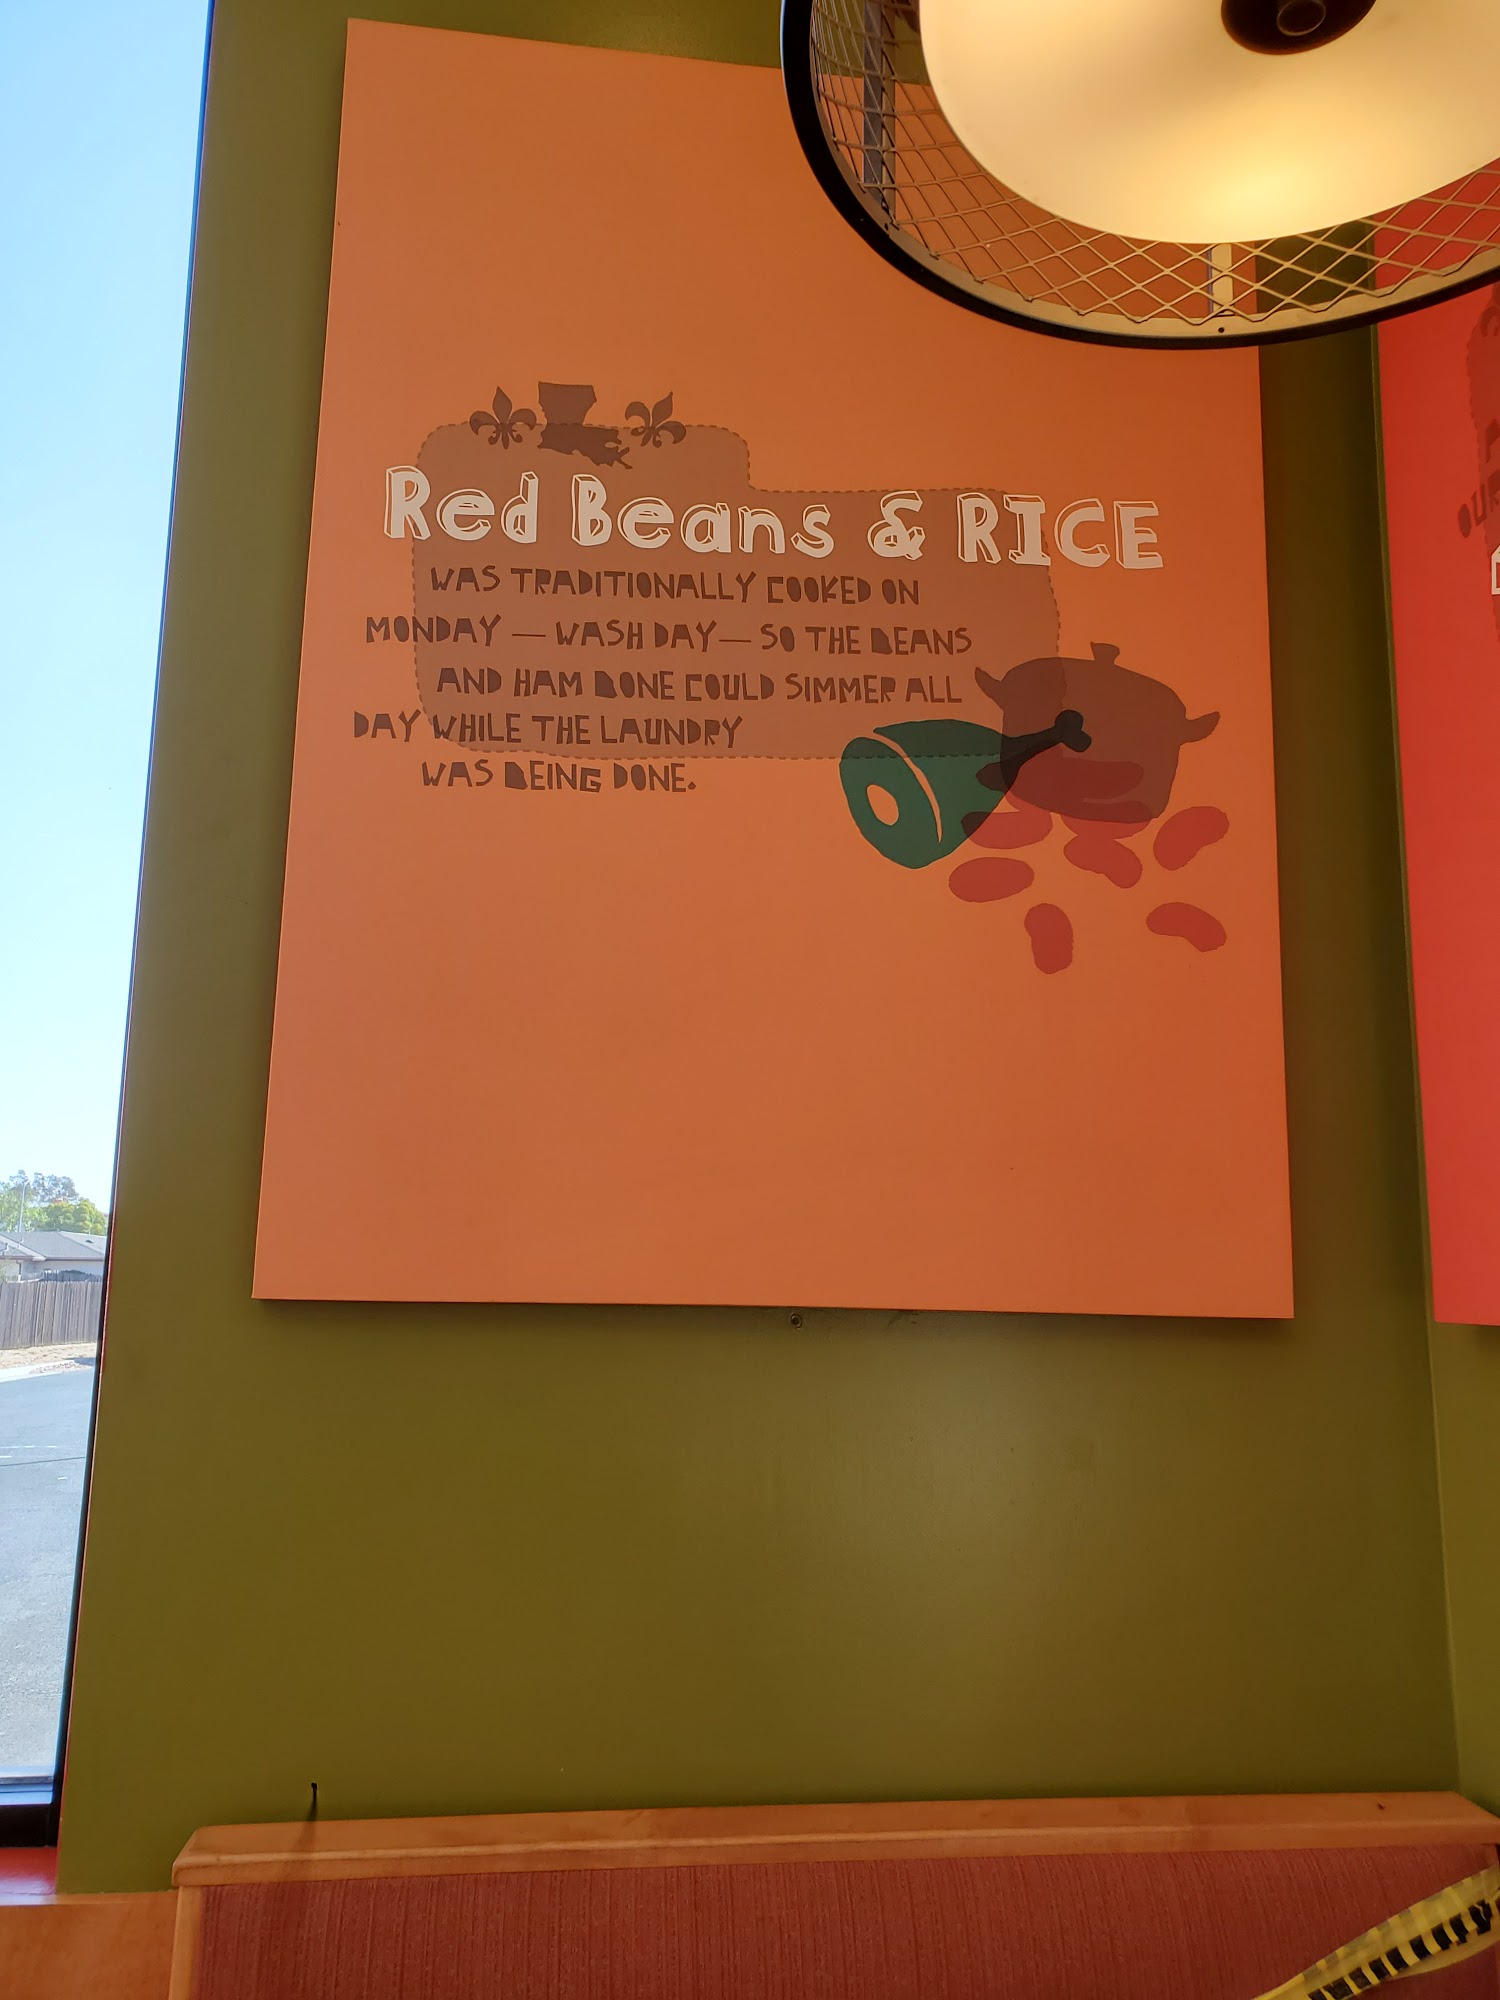 Red Beans & RICE
WAS TRADITIONALLY COOKED ON
MONDAY — WASH DAY — SO THE BEANS
AND HAM BONE COULD SIMMER ALL
DAY WHILE THE LAUNDRY
WAS BEING DONE.